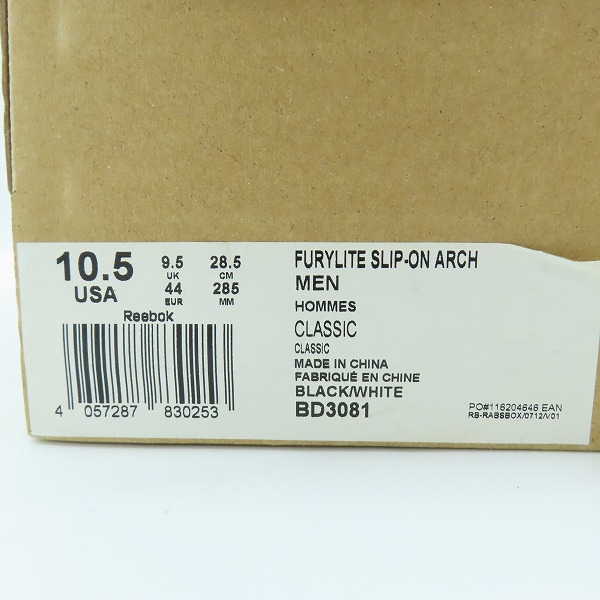 10.5
USA
9.5
UK
44
EUR
28.5
CM
285
MM
Reebok
4 057287 830253
FURYLITE SLIP-ON ARCH
MEN
HOMMES
CLASSIC
CLASSIC
MADE IN CHINA
FABRIQUÉ EN CHINE
BLACK/WHITE
BD3081
PO#116204646 EAN
RB-RABSBOX/0712/V01